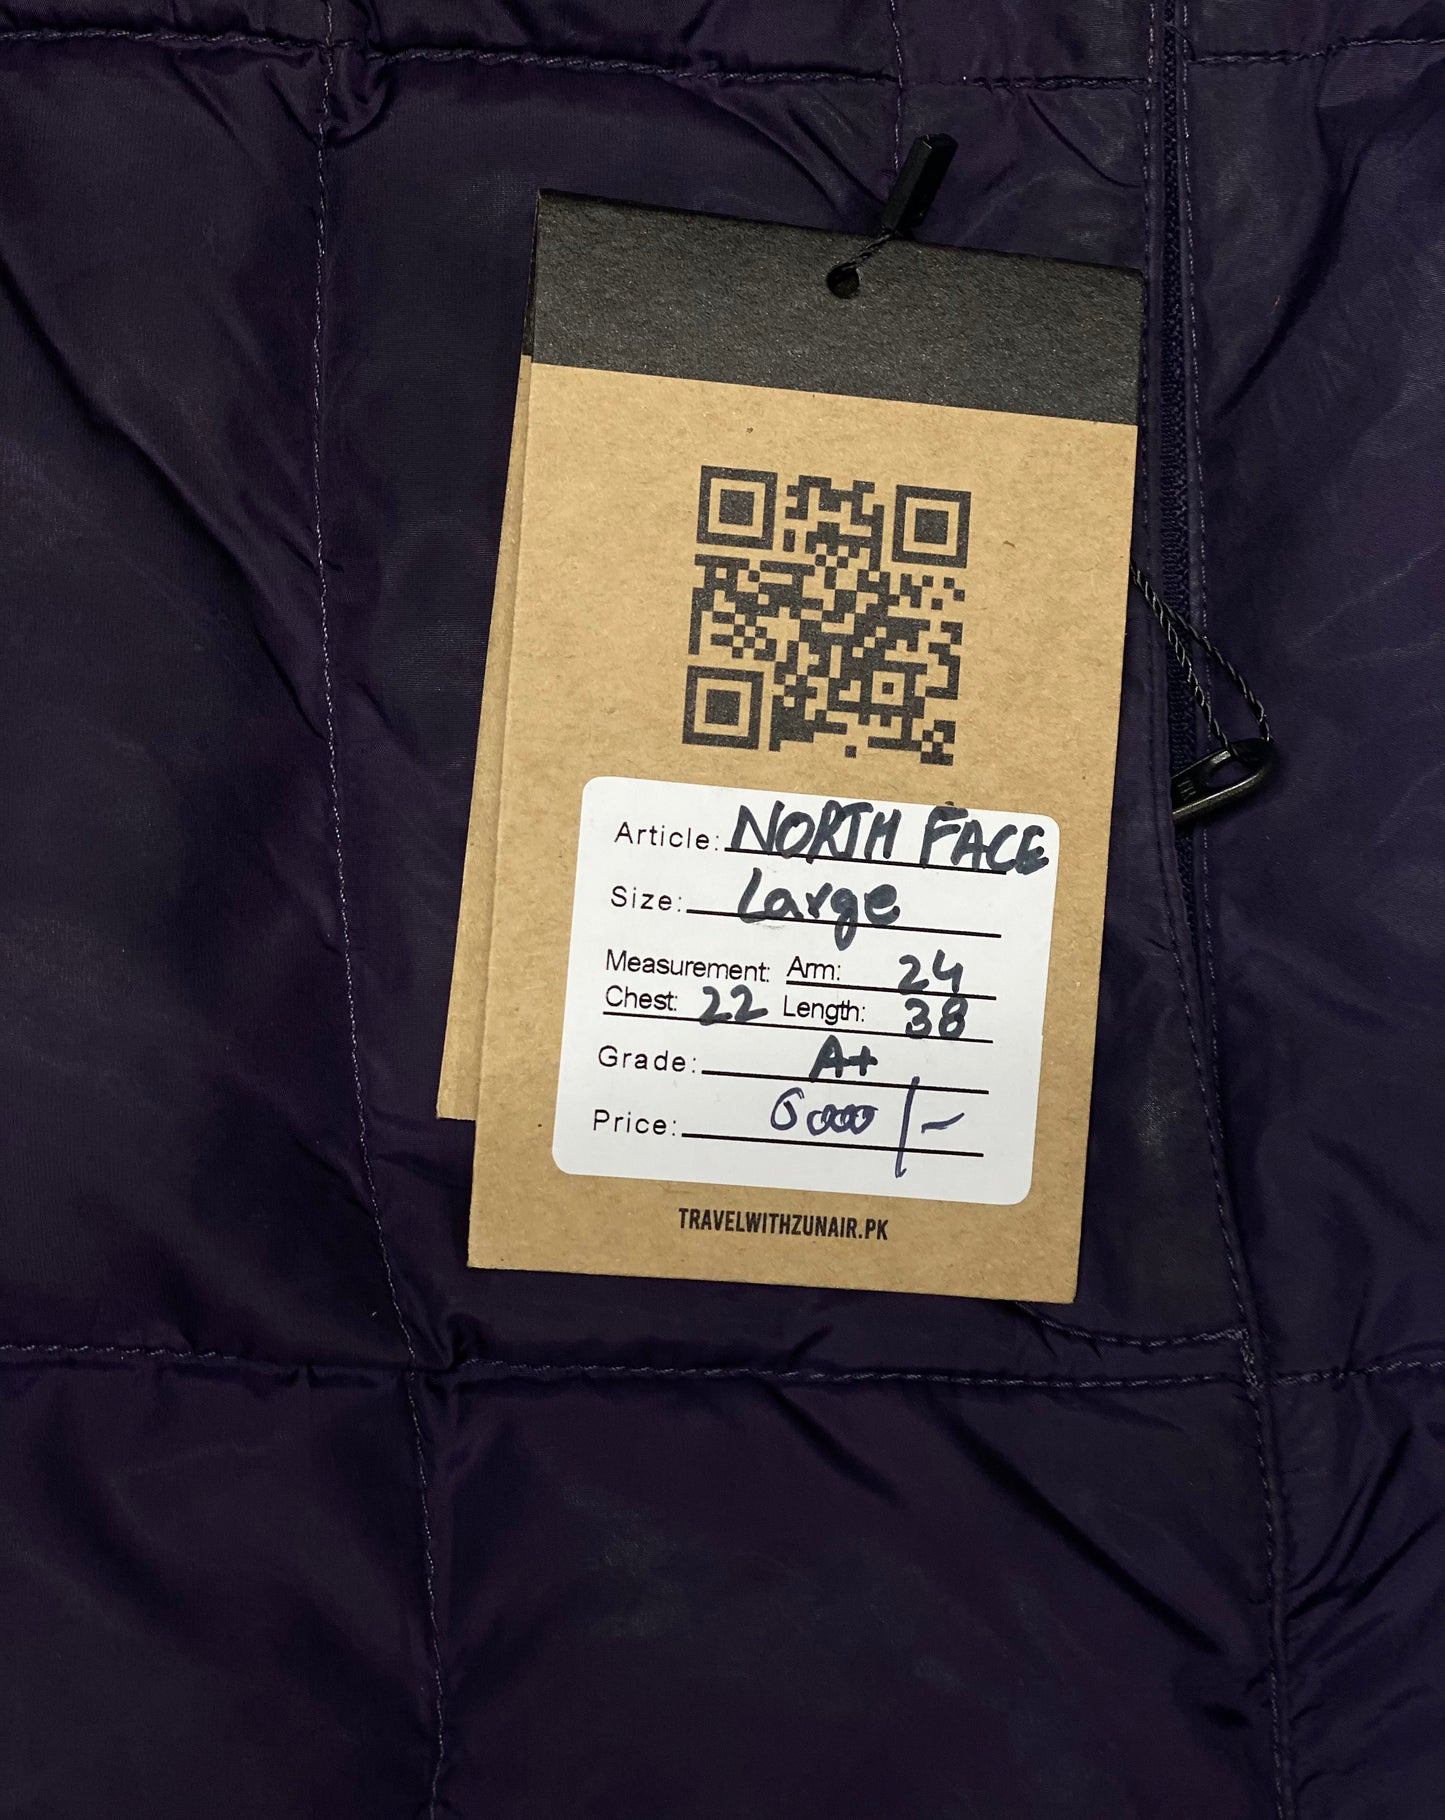 Article: NORTH FACE
Size: Large
Measurement: Arm: 24
Chest: 22 Length: 38
Grade: A+
Price: 6000/-
TRAVELWITHZUNAIR.PK